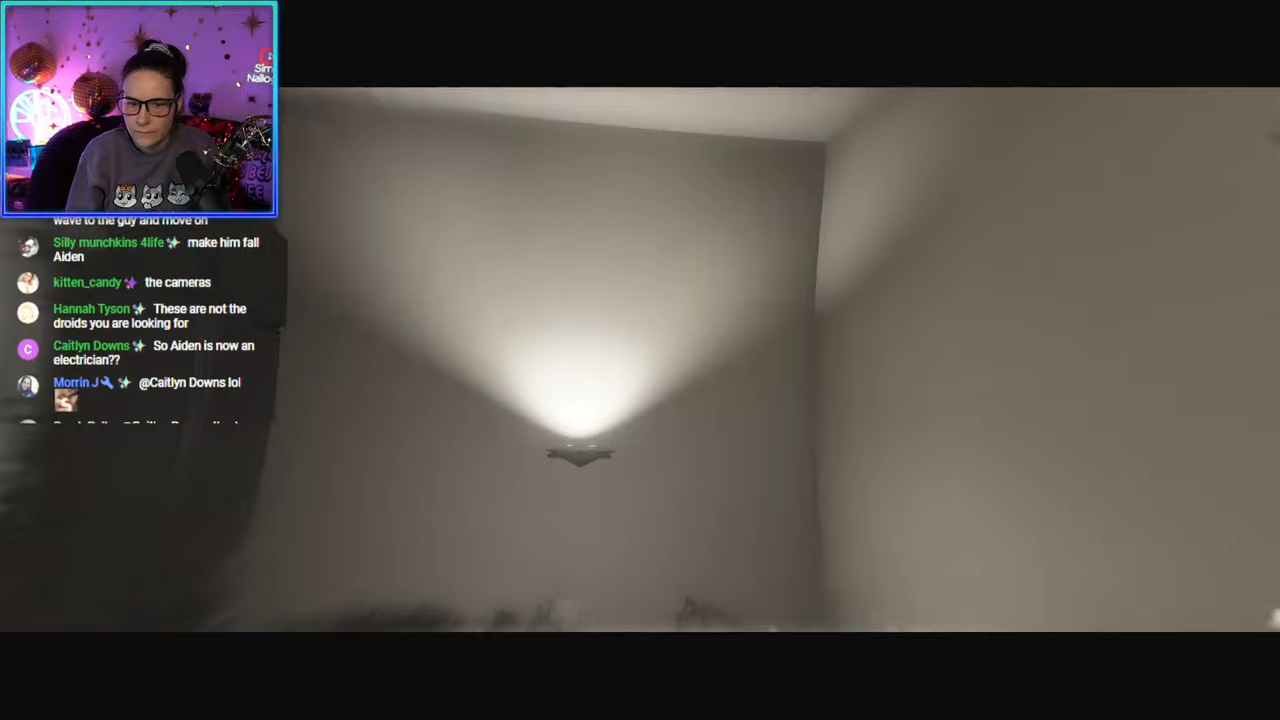 wave to the guy and move on
Silly munchkins 4life make him fall
Aiden
kitten_candy the cameras
Hannah Tyson These are not the
droids you are looking for
Caitlyn Downs So Aiden is now an
electrician??
C
Morrin J @Caitlyn Downs lol